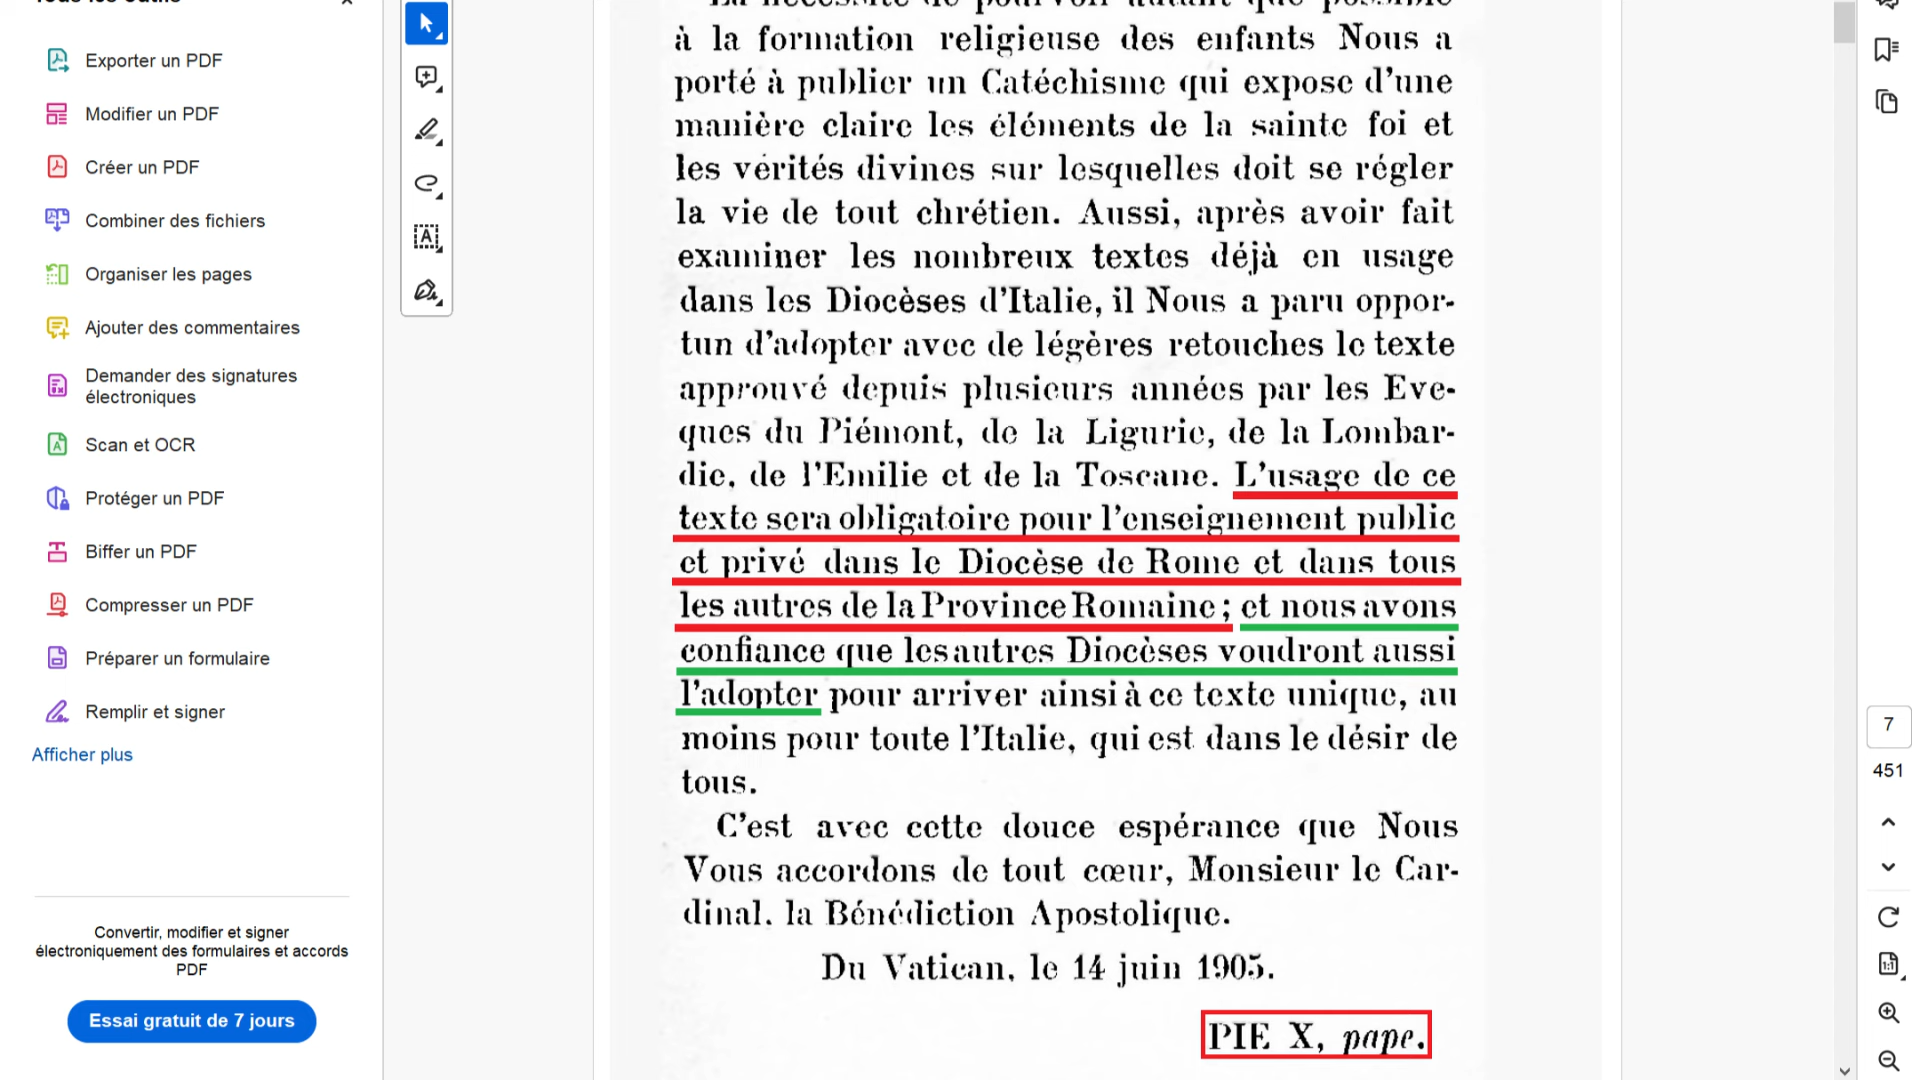 Tous les outils
Exporter un PDF
Modifier un PDF
Créer un PDF
Combiner des fichiers
Organiser les pages
Ajouter des commentaires
Demander des signatures
électroniques
Scan et OCR
Protéger un PDF
Biffer un PDF
Compresser un PDF
Préparer un formulaire
Remplir et signer
Afficher plus
Convertir, modifier et signer
électroniquement des formulaires et accords
PDF
Essai gratuit de 7 jours
La nécessité de pourvoir autant que possible
à la formation religieuse des enfants Nous a
porté à publier un Catéchisme qui expose d'une
manière claire les éléments de la sainte foi et
les vérités divines sur lesquelles doit se régler
la vie de tout chrétien. Aussi, après avoir fait
examiner les nombreux textes déjà en usage
dans les Diocèses d'Italie, il Nous a paru oppor-
tun d'adopter avec de légères retouches le texte
approuvé depuis plusieurs années par les Eve-
ques du Piémont, de la Ligurie, de la Lombar-
die, de l'Emilie et de la Toscane. L'usage de ce
texte sera obligatoire pour l'enseignement public
et privé dans le Diocèse de Rome et dans tous
les autres de la Province Romaine ; et nous avons
confiance que les autres Diocèses voudront aussi
l'adopter pour arriver ainsi à ce texte unique, au
moins pour toute l'Italie, qui est dans le désir de
tous.
C'est avec cette douce espérance que Nous
Vous accordons de tout cœur, Monsieur le Car-
dinal, la Bénédiction Apostolique.
Du Vatican, le 14 juin 1905.
PIE X, pape.
7
451